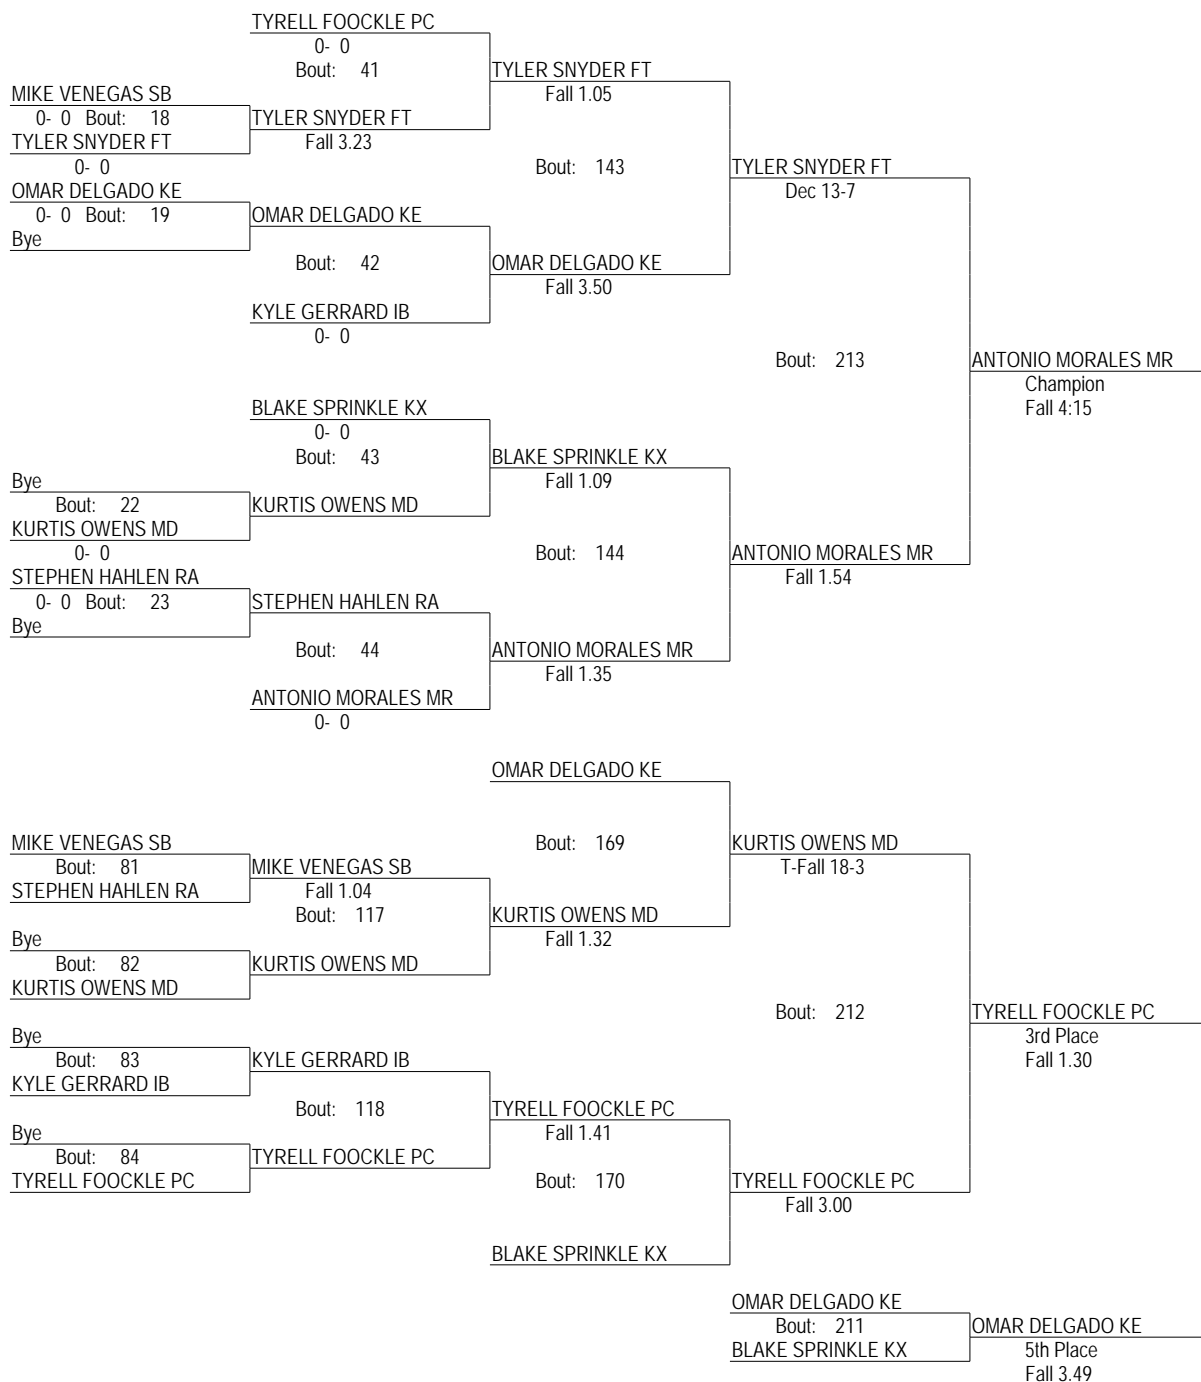 TYRELL FOOCKLE PC
0- 0
Bout: 41
TYLER SNYDER FT
Fall 1.05
MIKE VENEGAS SB
0- 0 Bout: 18
TYLER SNYDER FT
Fall 3.23
TYLER SNYDER FT
0- 0
Bout: 143
TYLER SNYDER FT
Dec 13-7
OMAR DELGADO KE
0- 0 Bout: 19
OMAR DELGADO KE
Bye
Bout: 42
OMAR DELGADO KE
Fall 3.50
KYLE GERRARD IB
0- 0
Bout: 213
ANTONIO MORALES MR
Champion
Fall 4:15
BLAKE SPRINKLE KX
0- 0
Bout: 43
BLAKE SPRINKLE KX
Fall 1.09
Bye
Bout: 22
KURTIS OWENS MD
KURTIS OWENS MD
0- 0
Bout: 144
ANTONIO MORALES MR
Fall 1.54
STEPHEN HAHLEN RA
0- 0 Bout: 23
STEPHEN HAHLEN RA
Bye
Bout: 44
ANTONIO MORALES MR
Fall 1.35
ANTONIO MORALES MR
0- 0
OMAR DELGADO KE
Bout: 169
KURTIS OWENS MD
T-Fall 18-3
MIKE VENEGAS SB
Bout: 81
MIKE VENEGAS SB
STEPHEN HAHLEN RA
Fall 1.04
Bout: 117
KURTIS OWENS MD
Fall 1.32
Bye
Bout: 82
KURTIS OWENS MD
KURTIS OWENS MD
Bout: 212
TYRELL FOOCKLE PC
3rd Place
Fall 1.30
Bye
Bout: 83
KYLE GERRARD IB
KYLE GERRARD IB
Bout: 118
TYRELL FOOCKLE PC
Fall 1.41
Bye
Bout: 84
TYRELL FOOCKLE PC
TYRELL FOOCKLE PC
Bout: 170
TYRELL FOOCKLE PC
Fall 3.00
BLAKE SPRINKLE KX
OMAR DELGADO KE
Bout: 211
OMAR DELGADO KE
BLAKE SPRINKLE KX
5th Place
Fall 3.49